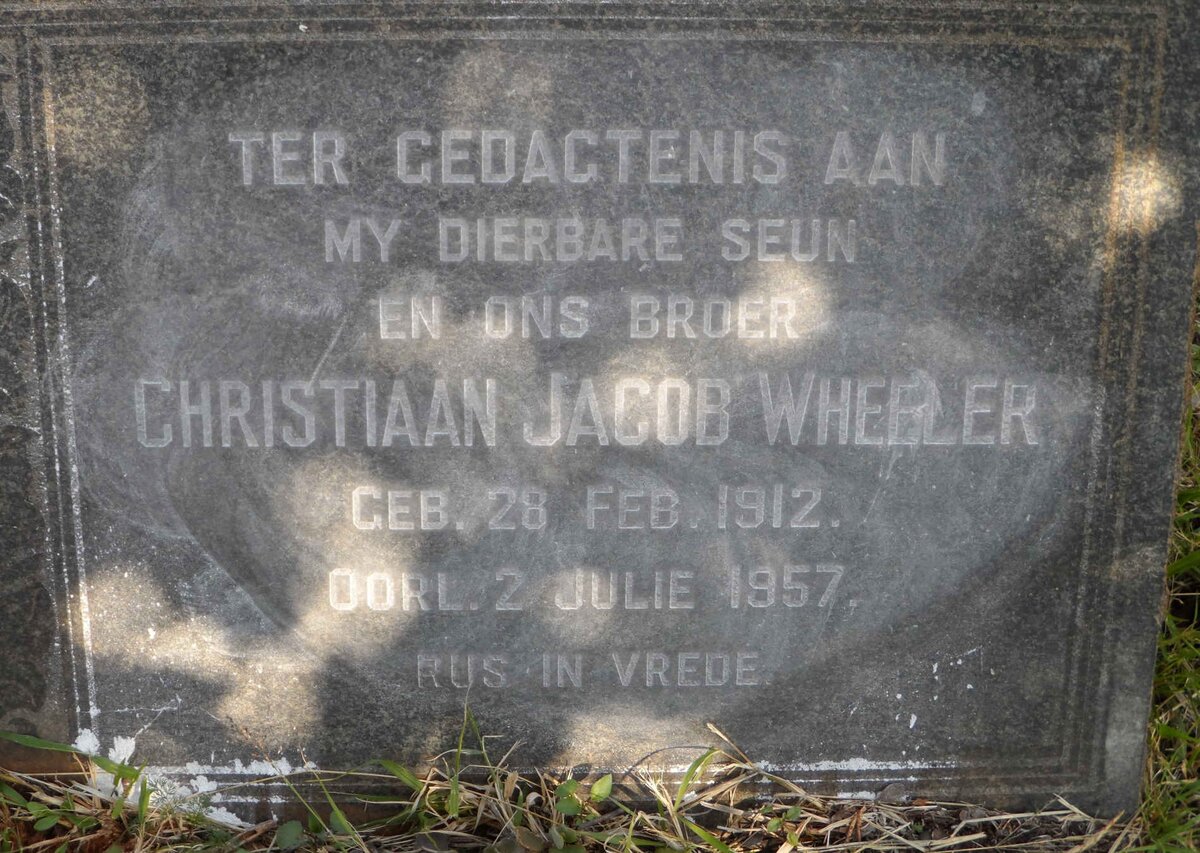 TER GEDAGTENIS AAN
MY DIERBARE SEUN
EN ONS BROER
CHRISTIAAN JACOB WHEELER
GEB. 28 FEB. 1912.
OORL. 2 JULIE 1957,
RUS IN VREDE.